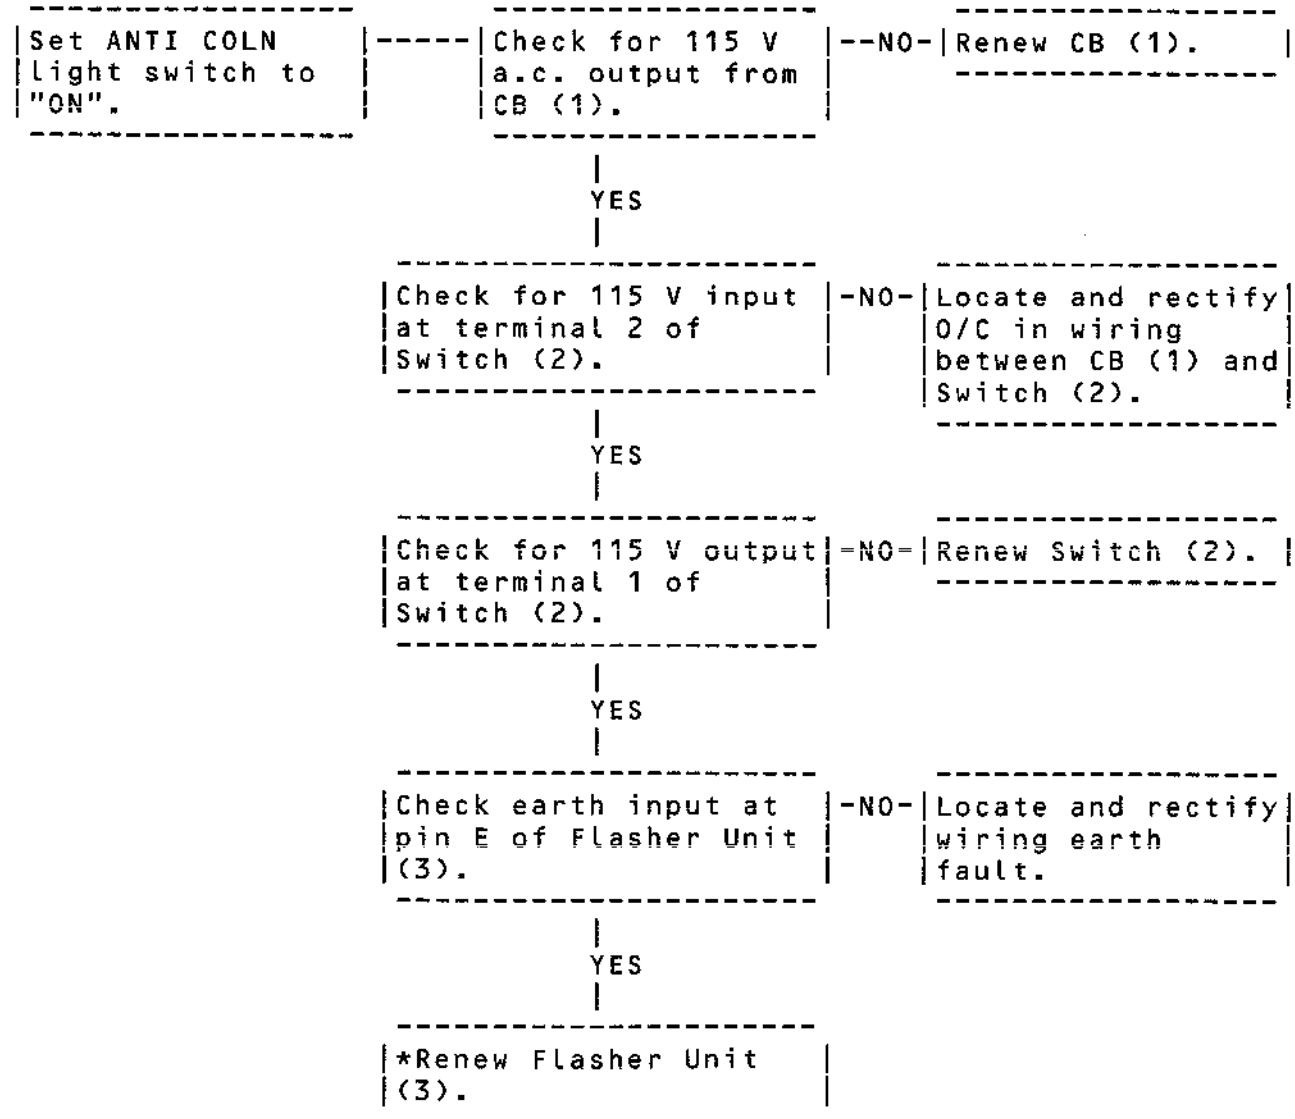 Set ANTI COLN
light switch to
"ON".
Check for 115 V
a.c. output from
CB (1).
NO
Renew CB (1).
YES
Check for 115 V input
at terminal 2 of
Switch (2).
NO
Locate and rectify
O/C in wiring
between CB (1) and
Switch (2).
YES
Check for 115 V output
at terminal 1 of
Switch (2).
NO
Renew Switch (2).
YES
Check earth input at
pin E of Flasher Unit
(3).
NO
Locate and rectify
wiring earth
fault.
YES
*Renew Flasher Unit
(3).